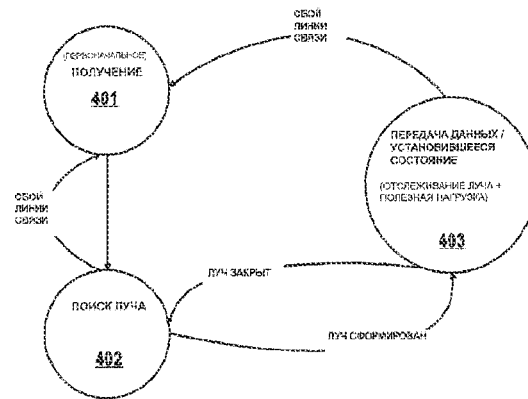 СБОЙ
ЛИНИИ
СВЯЗИ
(ПЕРВОНАЧАЛЬНОЕ)
ПОЛУЧЕНИЕ
401
ПЕРЕДАЧА ДАННЫХ /
УСТАНОВИВШЕЕСЯ
СОСТОЯНИЕ
(ОТСЛЕЖИВАНИЕ ЛУЧА +
ПОЛЕЗНАЯ НАГРУЗКА)
403
СБОЙ
ЛИНИИ
СВЯЗИ
ЛУЧ ЗАКРЫТ
ПОИСК ЛУЧА
402
ЛУЧ СФОРМИРОВАН